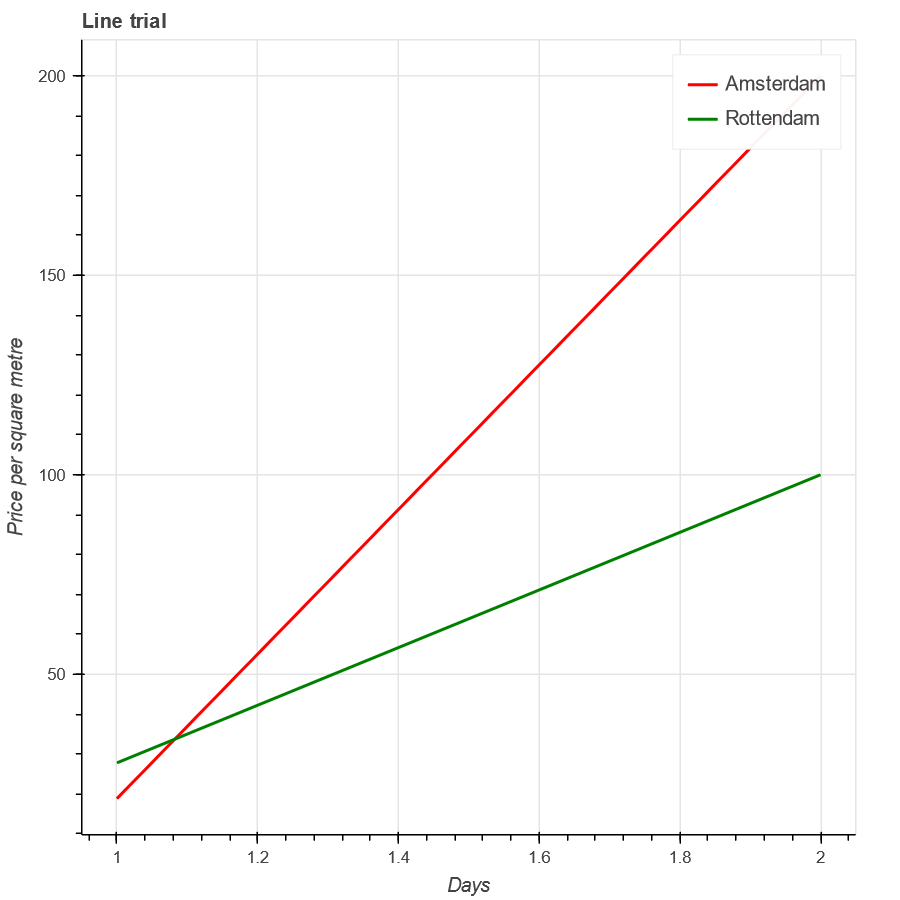 Line trial
Amsterdam
Rottendam
200
150
100
50
Price per square metre
1 1.2 1.4 1.6 1.8 2
Days